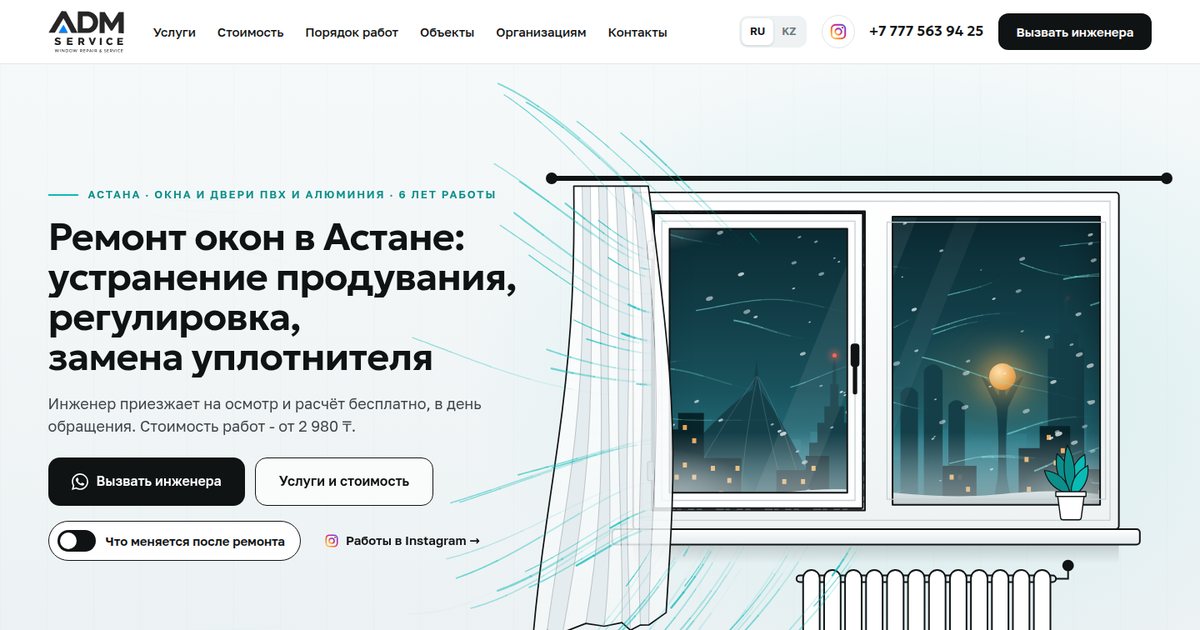 ADM
SERVICE
WINDOW REPAIR & SERVICE
Услуги
Стоимость
Порядок работ
Объекты
Организациям
Контакты
RU
KZ
+7 777 563 94 25
Вызвать инженера
АСТАНА · ОКНА И ДВЕРИ ПВХ И АЛЮМИНИЯ · 6 ЛЕТ РАБОТЫ
Ремонт окон в Астане:
устранение продувания,
регулировка,
замена уплотнителя
Инженер приезжает на осмотр и расчёт бесплатно, в день
обращения. Стоимость работ - от 2 980 ₸.
Вызвать инженера
Услуги и стоимость
Что меняется после ремонта
Работы в Instagram →